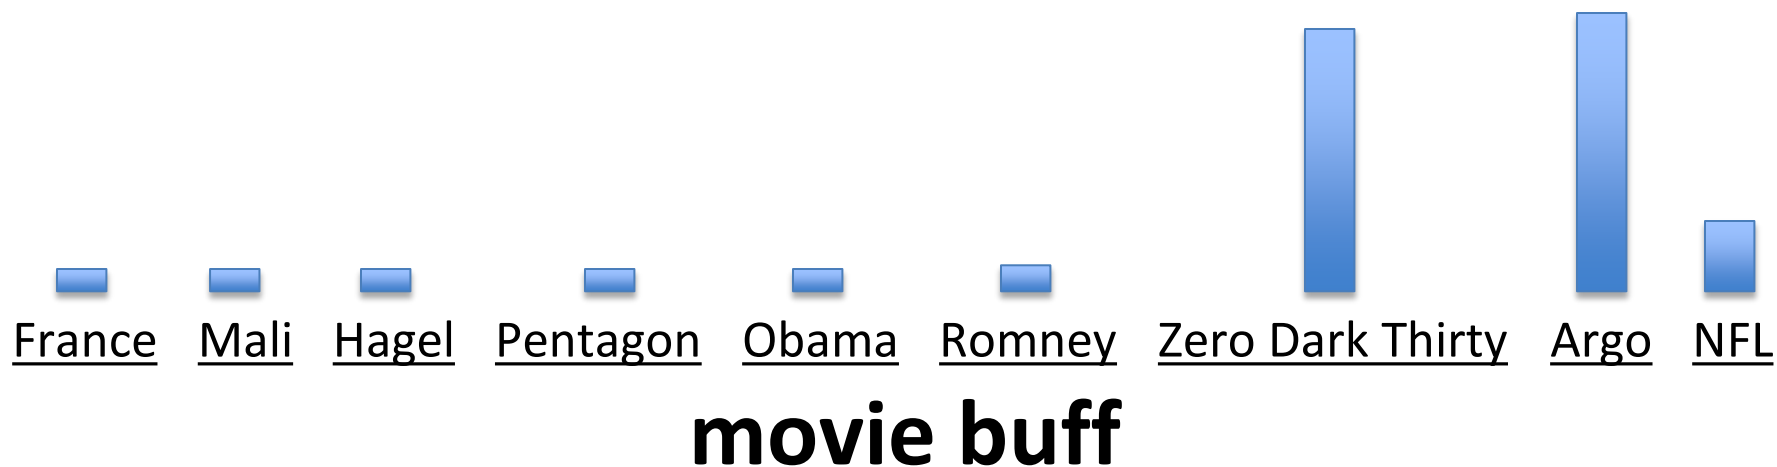 France Mali Hagel Pentagon Obama Romney Zero Dark Thirty Argo NFL
movie buff